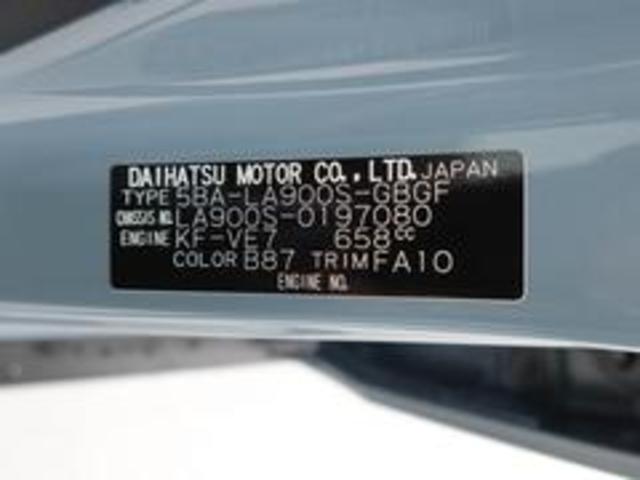 DAIHATSU MOTOR CO., LTD. JAPAN
TYPE 5BA-LA900S-GBGF
CHASSIS NO. LA900S-0197080
ENGINE KF-VE7 658cc
COLOR B87 TRIM FA10
ENGINE NO.